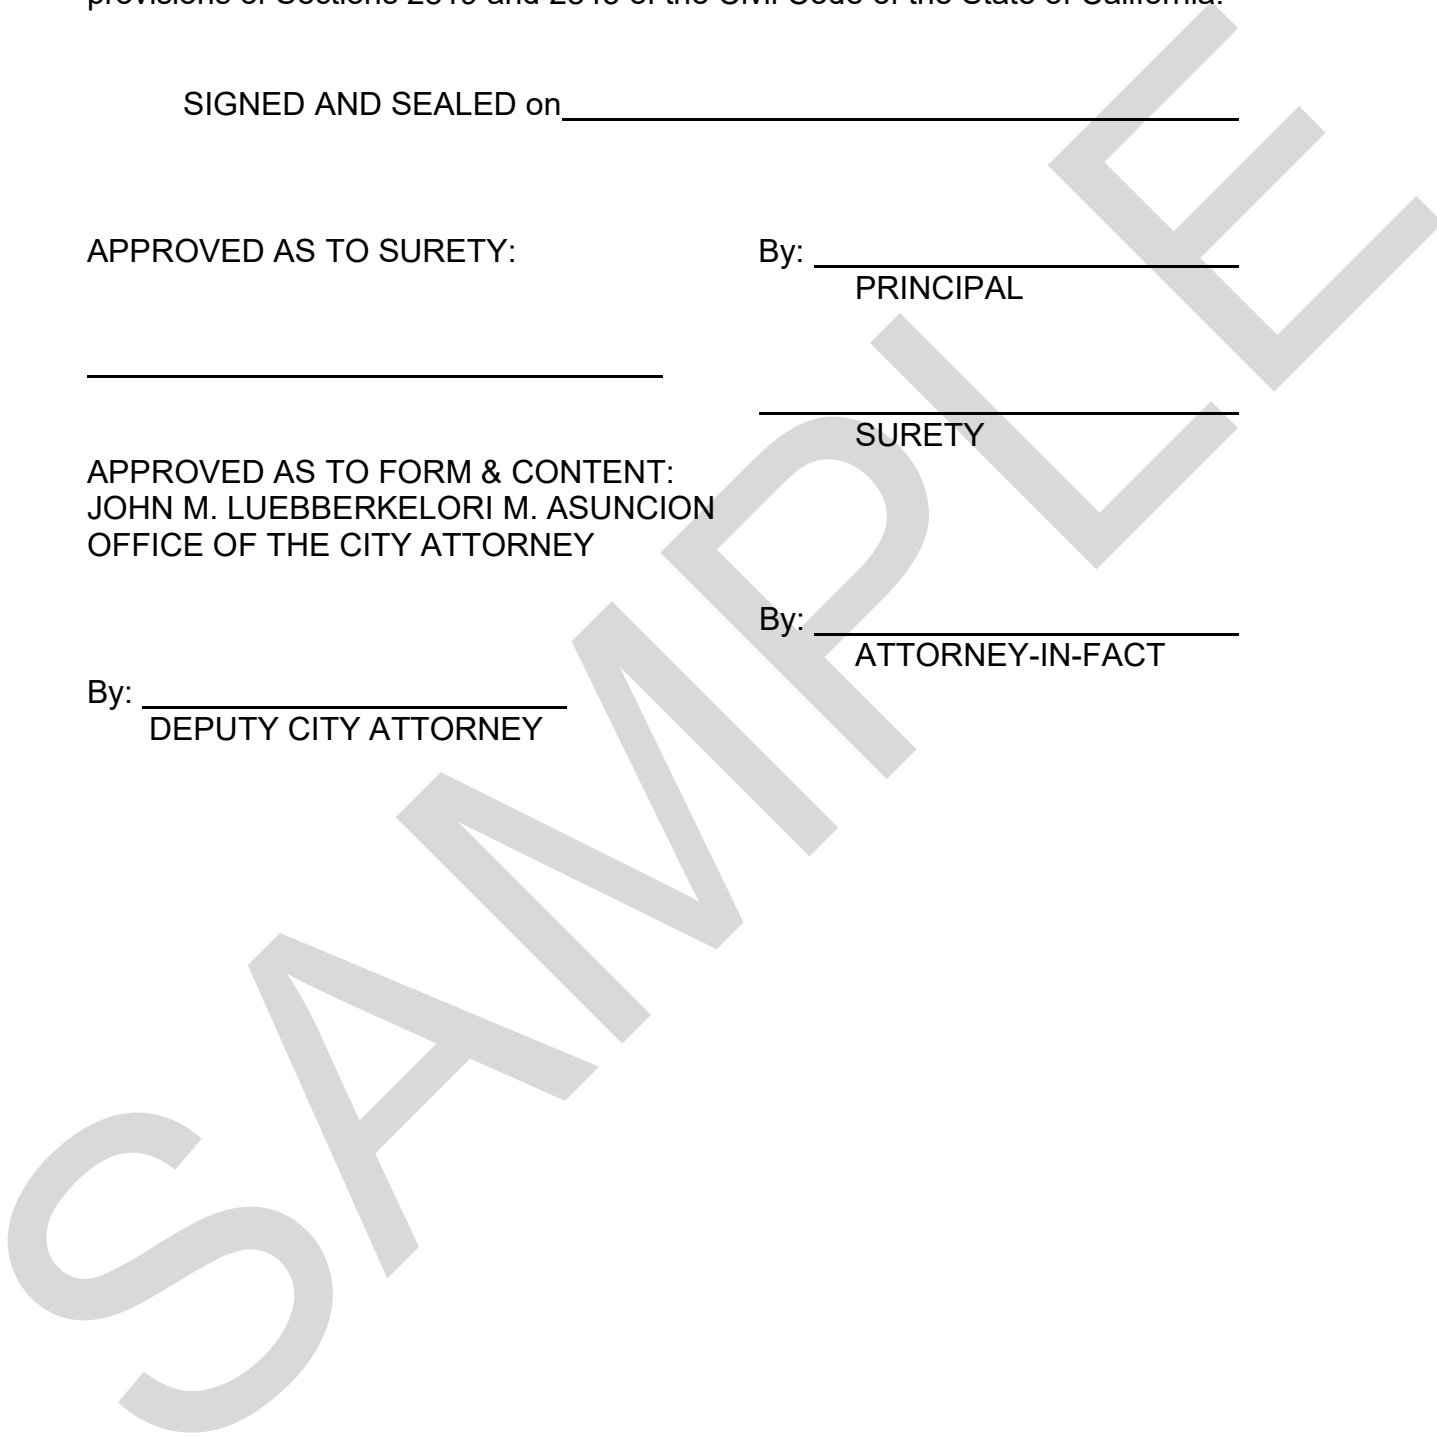 provisions of Sections 2819 and 2845 of the Civil Code of the State of California.
SIGNED AND SEALED on
APPROVED AS TO SURETY:
By:
PRINCIPAL
SURETY
APPROVED AS TO FORM & CONTENT:
JOHN M. LUEBBERKELORI M. ASUNCION
OFFICE OF THE CITY ATTORNEY
By:
ATTORNEY-IN-FACT
By:
DEPUTY CITY ATTORNEY
SAMPLE